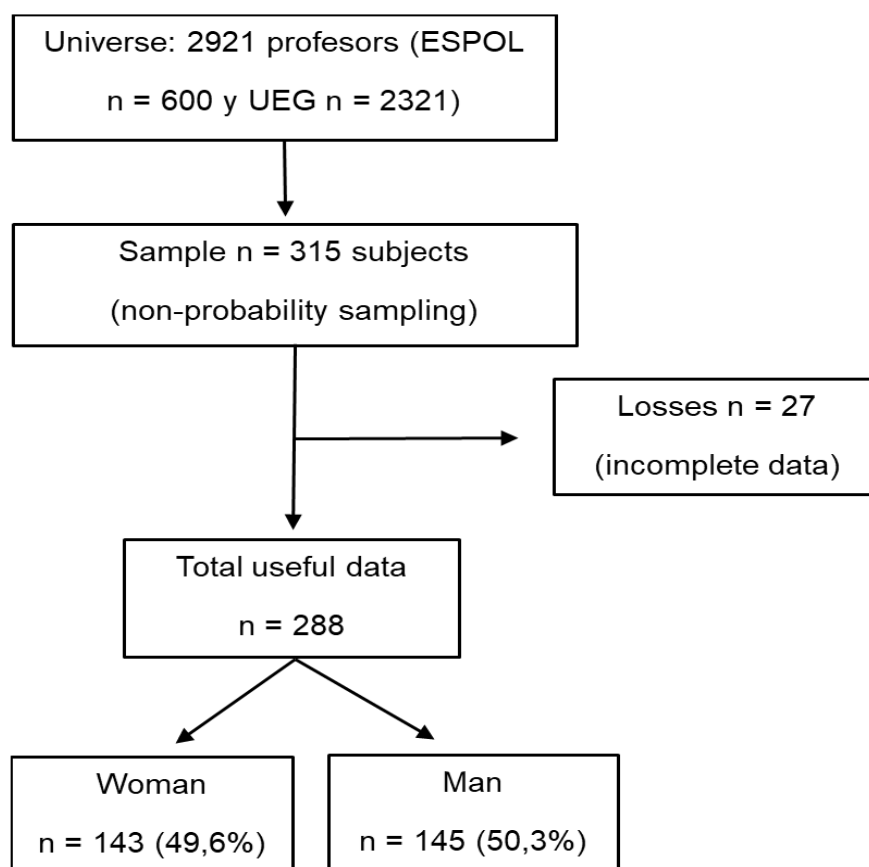 Universe: 2921 profesors (ESPOL
n = 600 y UEG n = 2321)
Sample n = 315 subjects
(non-probability sampling)
Losses n = 27
(incomplete data)
Total useful data
n = 288
Woman
n = 143 (49,6%)
Man
n = 145 (50,3%)